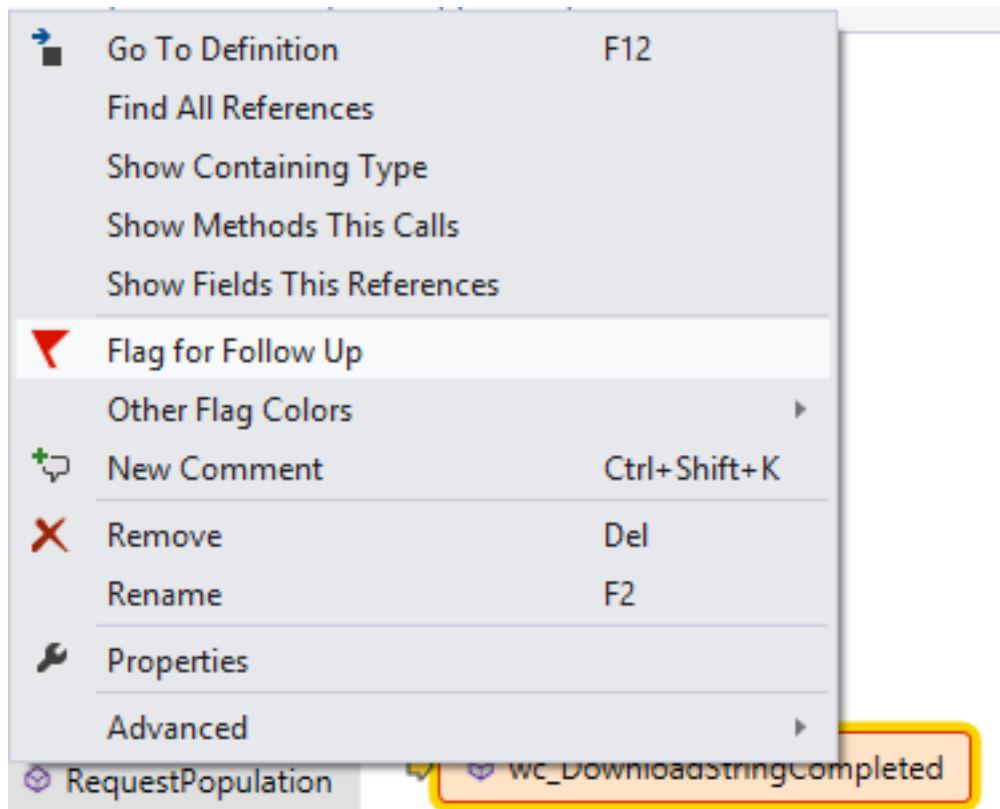 Go To Definition F12
Find All References
Show Containing Type
Show Methods This Calls
Show Fields This References
Flag for Follow Up
Other Flag Colors
New Comment Ctrl+Shift+K
Remove Del
Rename F2
Properties
Advanced
RequestPopulation wc_DownloadStringCompleted